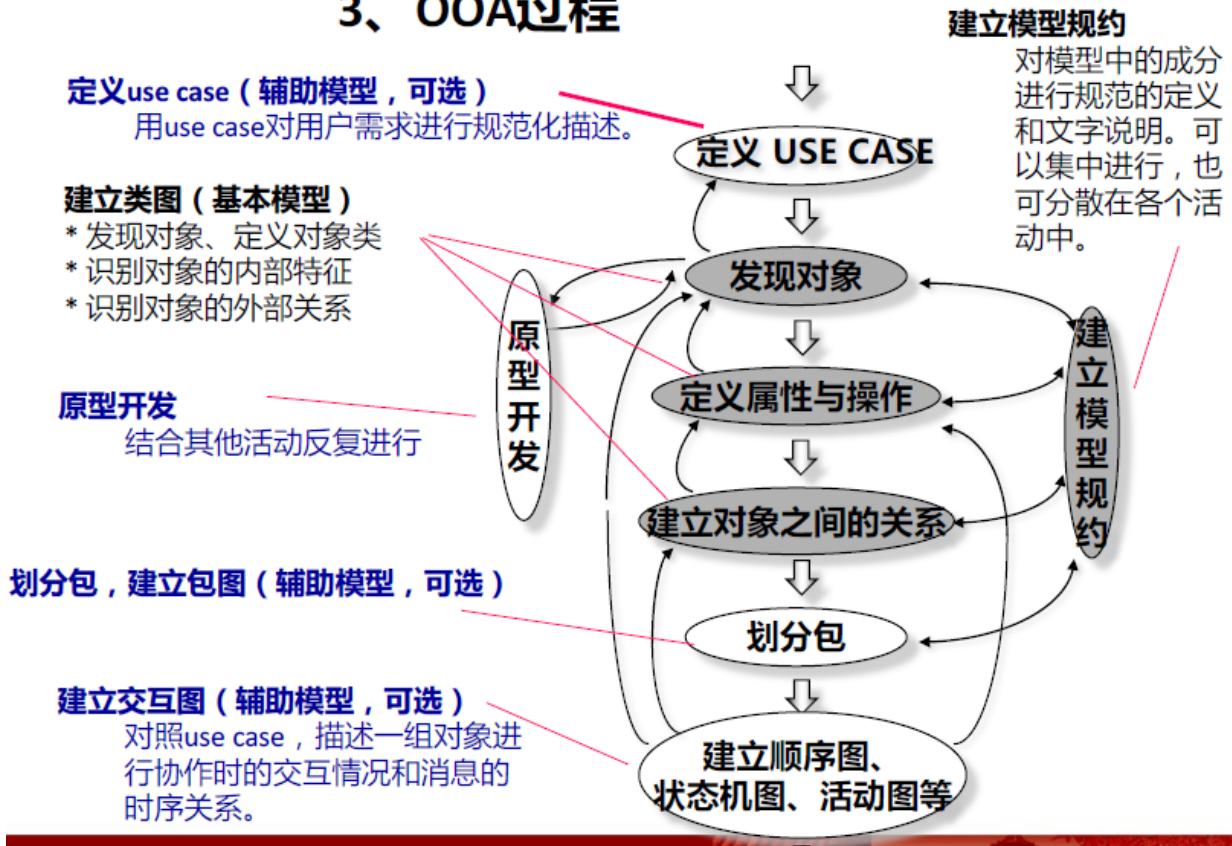 3、OOA过程
建立模型规约
对模型中的成分
进行规范的定义
和文字说明。可
以集中进行，也
可分散在各个活
动中。
定义use case（辅助模型，可选）
用use case对用户需求进行规范化描述。
建立类图（基本模型）
* 发现对象、定义对象类
* 识别对象的内部特征
* 识别对象的外部关系
原型开发
结合其他活动反复进行
划分包，建立包图（辅助模型，可选）
建立交互图（辅助模型，可选）
对照use case，描述一组对象进
行协作时的交互情况和消息的
时序关系。
定义 USE CASE
发现对象
定义属性与操作
建立对象之间的关系
划分包
建立顺序图、
状态机图、活动图等
原型开发
建立模型规约